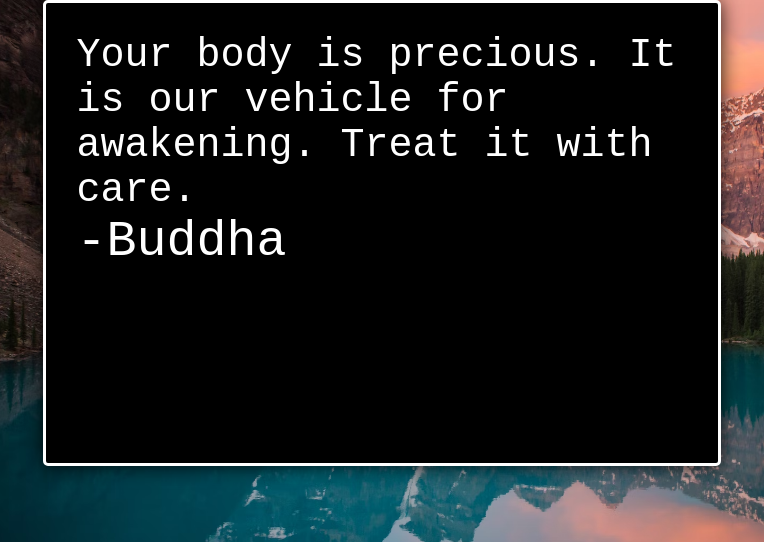 Your body is precious. It
is our vehicle for
awakening. Treat it with
care.
-Buddha